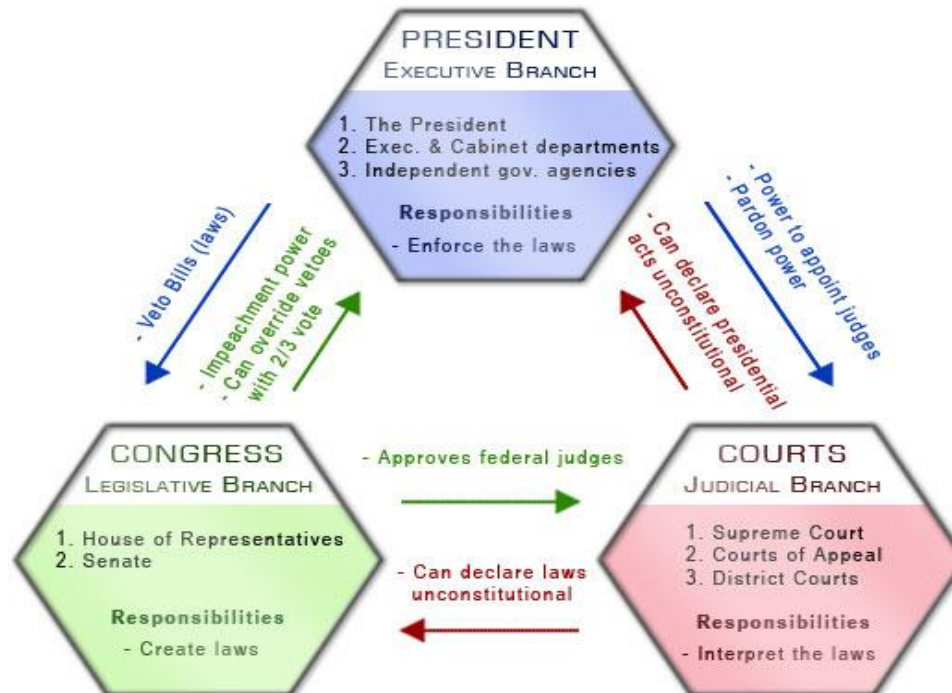 PRESIDENT
EXECUTIVE BRANCH
1. The President
2. Exec. & Cabinet departments
3. Independent gov. agencies
Responsibilities
- Enforce the laws
- Veto Bills (laws)
- Impeachment power
- Can override vetoes
with 2/3 vote
- Can declare presidential
acts unconstitutional
- Power to appoint judges
- Pardon power
CONGRESS
LEGISLATIVE BRANCH
1. House of Representatives
2. Senate
Responsibilities
- Create laws
- Approves federal judges
- Can declare laws
unconstitutional
COURTS
JUDICIAL BRANCH
1. Supreme Court
2. Courts of Appeal
3. District Courts
Responsibilities
- Interpret the laws